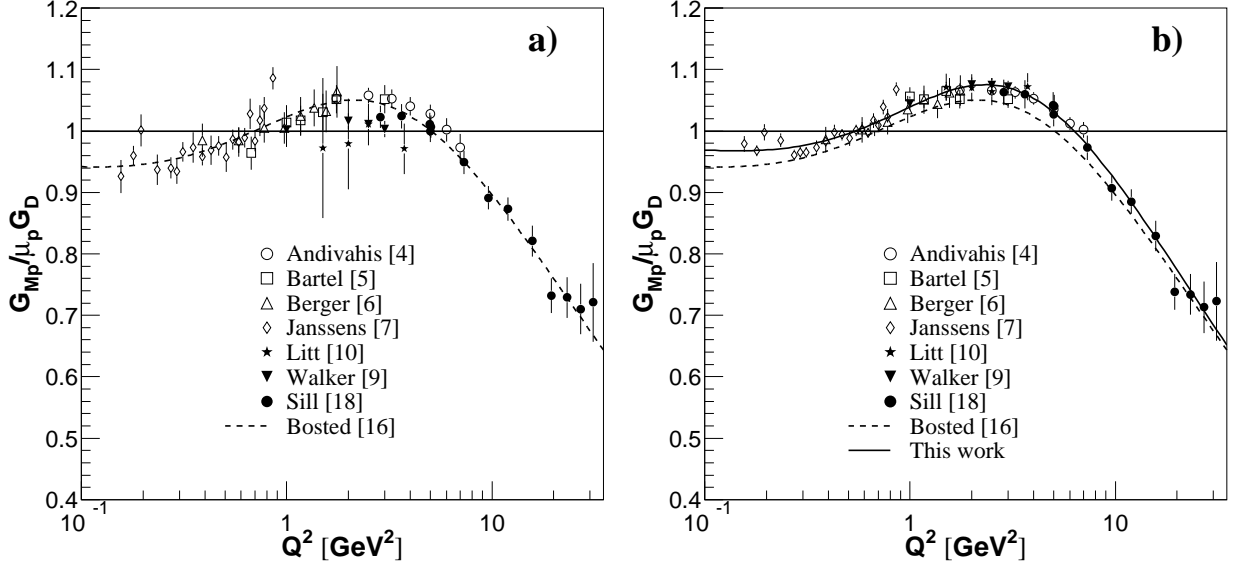 a)
1.2
1.1
1
0.9
0.8
0.7
0.6
0.5
0.4
G_Mp/μ_pG_D
Andivahis [4]
Bartel [5]
Berger [6]
Janssens [7]
Litt [10]
Walker [9]
Sill [18]
Bosted [16]
10^-1 1 10
Q^2 [GeV^2]
b)
1.2
1.1
1
0.9
0.8
0.7
0.6
0.5
0.4
G_Mp/μ_pG_D
Andivahis [4]
Bartel [5]
Berger [6]
Janssens [7]
Litt [10]
Walker [9]
Sill [18]
Bosted [16]
This work
10^-1 1 10
Q^2 [GeV^2]